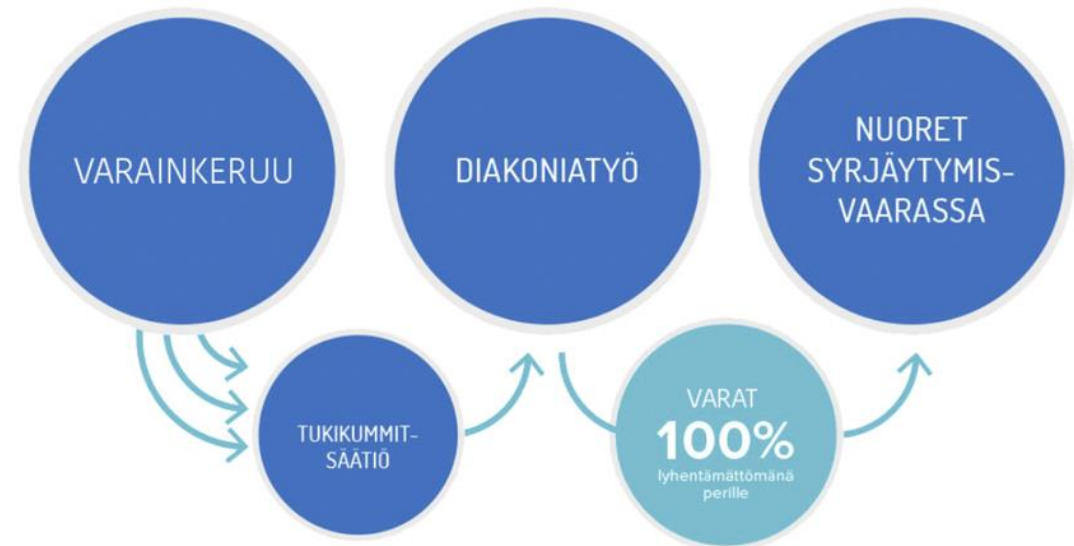 VARAINKERUU
DIAKONIATYÖ
NUORET
SYRJÄYTYMIS-
VAARASSA
TUKIKUMMIT-
SÄÄTIÖ
VARAT
100%
lyhentämättömänä
perille